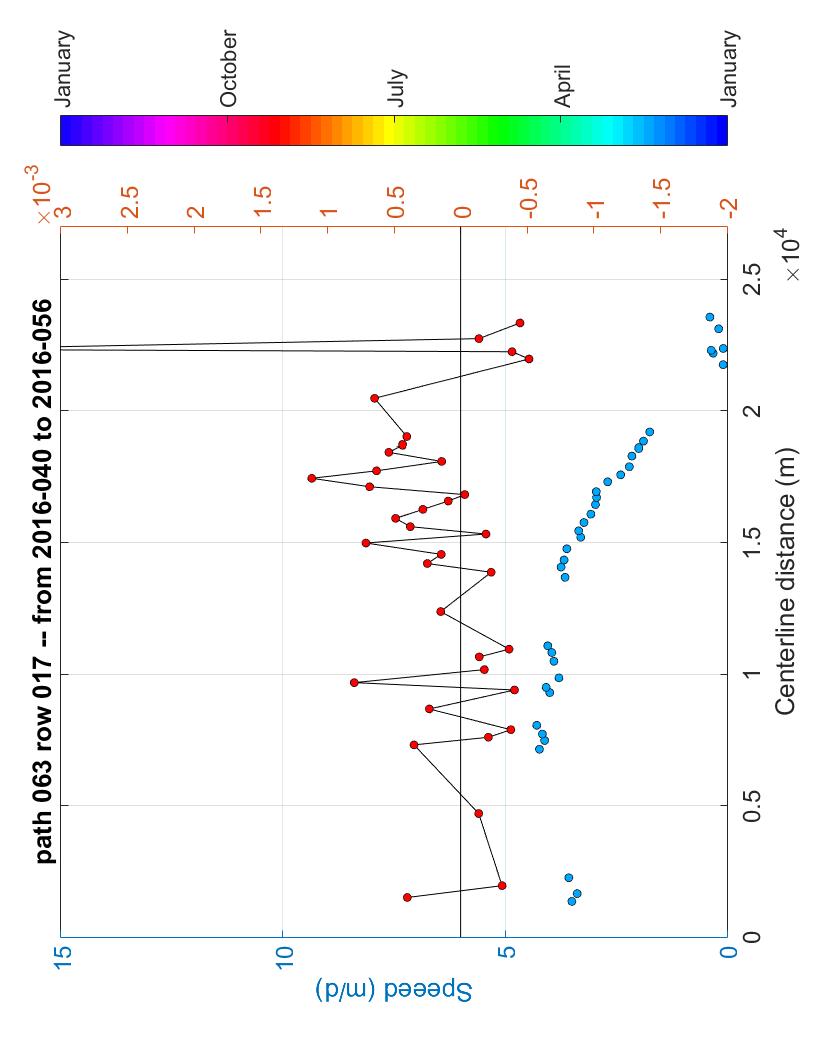 path 063 row 017 -- from 2016-040 to 2016-056
Speeed (m/d)
15
10
5
0
0
0.5
1
1.5
2
2.5
×10⁴
Centerline distance (m)
×10⁻³
3
2.5
2
1.5
1
0.5
0
-0.5
-1
-1.5
-2
January
October
July
April
January